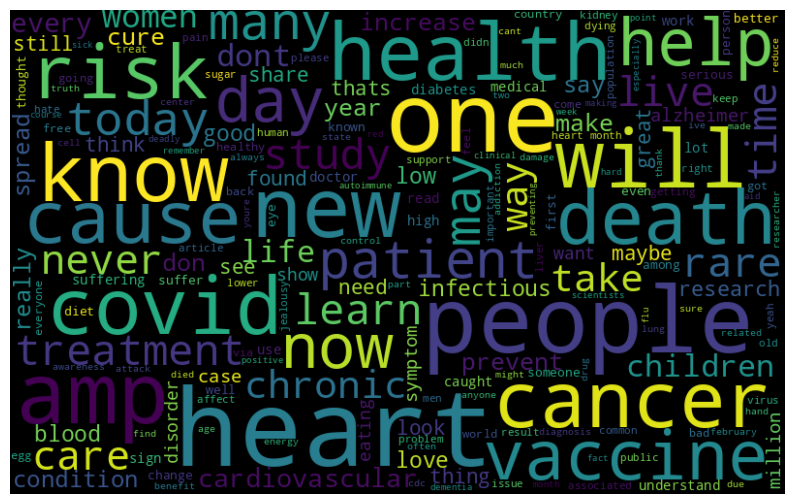 every
women
many
increase
country
kidney
point
work
better
still
cure
dont
health
didn
cant
dying
help
person
sick
treat
pain
please
much
population
especially
reduce
risk
share
say
serious
thought
going
truth
sugar
day
thats
diabetes
medical
live
keep
today
center
two
one
come
week
making
alzheimer
time
course
deadly
year
make
ive
made
hate
free
human
known
red
heart month
great
lot
spread
think
good
cell
healthy
state
feel
support
clinical
damage
thank
right
know
study
remember
always
may
way
hard
will
found
doctor
low
important
addiction
preventing
even
getting
got
aid
back
autoimmune
read
first
researcher
cause
new
youre
eye
high
death
never
article
life
control
liver
want
maybe
among
rare
really
everyone
don
see
patient
suffering
suffer
show
need
infectious
take
research
diet
lower
jealousy
part
scientists
yeah
covid
learn
people
flu
sure
related
old
treatment
via
use
now
symptom
prevent
lung
children
awareness
attack
positive
caught
might
someone
drug
amp
died
case
chronic
men
anyone
cancer
virus
hand
well
affect
look
problem
often
blood
disorder
age
heart
eating
world
result
diagnosis
common
bad
february
million
find
energy
love
fact
public
care
sign
cardiovascular
thing
issue
vaccine
egg
condition
change
benefit
cdc
dementia
month
associated
understand
due